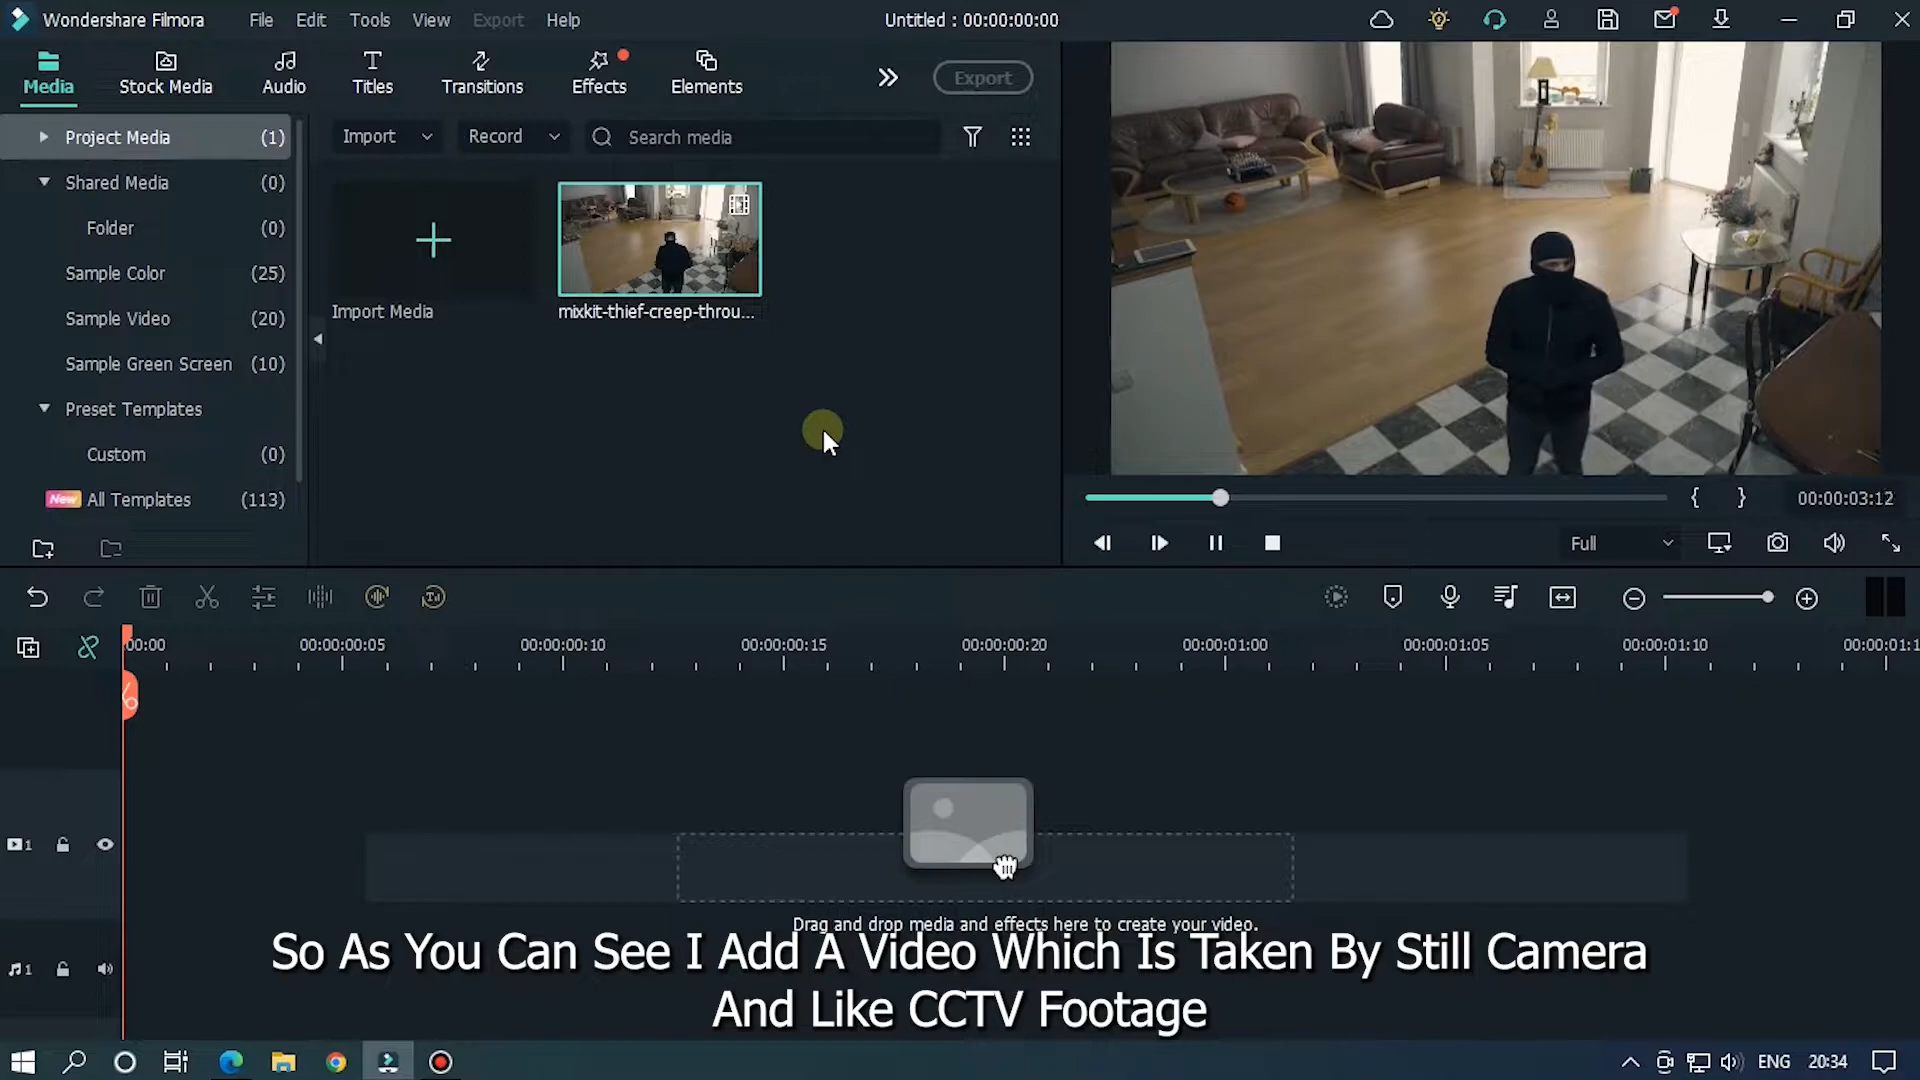 Wondershare Filmora File Edit Tools View Export Help Untitled : 00:00:00:00
Media Stock Media Audio Titles Transitions Effects Elements Export
Project Media (1)
Shared Media (0)
Folder (0)
Sample Color (25)
Sample Video (20)
Sample Green Screen (10)
Preset Templates
Custom (0)
New All Templates (113)
Import Record Search media
Import Media mixkit-thief-creep-throu...
{ } 00:00:03:12
Full
00:00 00:00:00:05 00:00:00:10 00:00:00:15 00:00:00:20 00:00:01:00 00:00:01:05 00:00:01:10 00:00:01:1
1
Drag and drop media and effects here to create your video.
So As You Can See I Add A Video Which Is Taken By Still Camera
And Like CCTV Footage
1
ENG 20:34